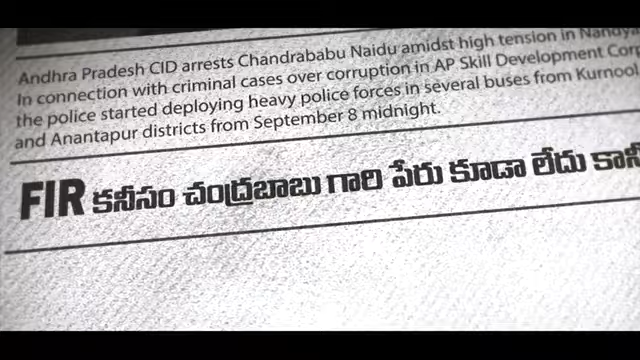 Andhra Pradesh CID arrests Chandrababu Naidu amidst high tension in
In connection with criminal cases over corruption in AP Skill Development
the police started deploying heavy police forces in several buses from Kurnool
and Anantapur districts from September 8 midnight.
FIR కనీసం చంద్రబాబు గారి పేరు కూడా లేదు